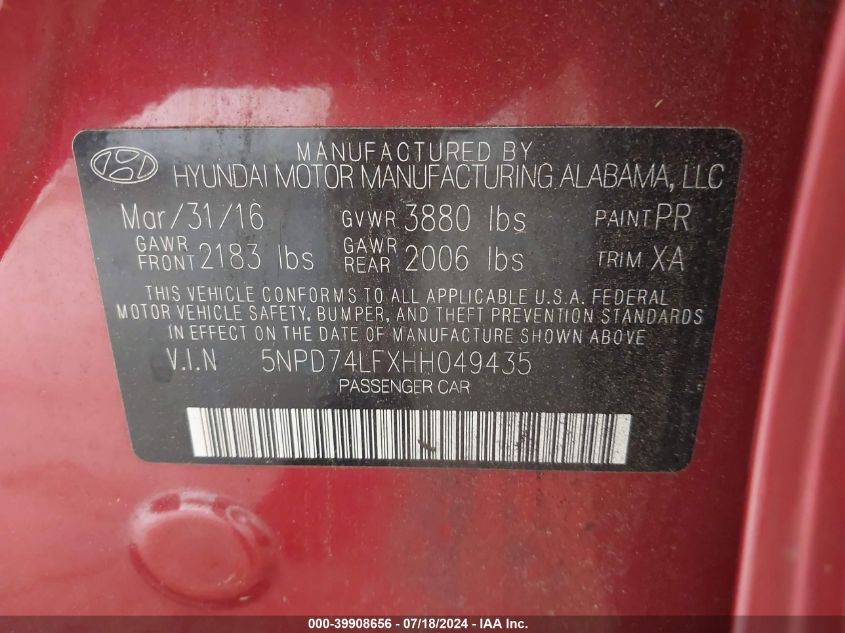 MANUFACTURED BY
HYUNDAI MOTOR MANUFACTURING ALABAMA, LLC
Mar/31/16 GVWR 3880 lbs PAINT PR
GAWR FRONT 2183 lbs GAWR REAR 2006 lbs TRIM XA
THIS VEHICLE CONFORMS TO ALL APPLICABLE U.S.A. FEDERAL
MOTOR VEHICLE SAFETY, BUMPER, AND THEFT PREVENTION STANDARDS
IN EFFECT ON THE DATE OF MANUFACTURE SHOWN ABOVE
V.I.N 5NPD74LFXHH049435
PASSENGER CAR
000-39908656 - 07/18/2024 - IAA Inc.